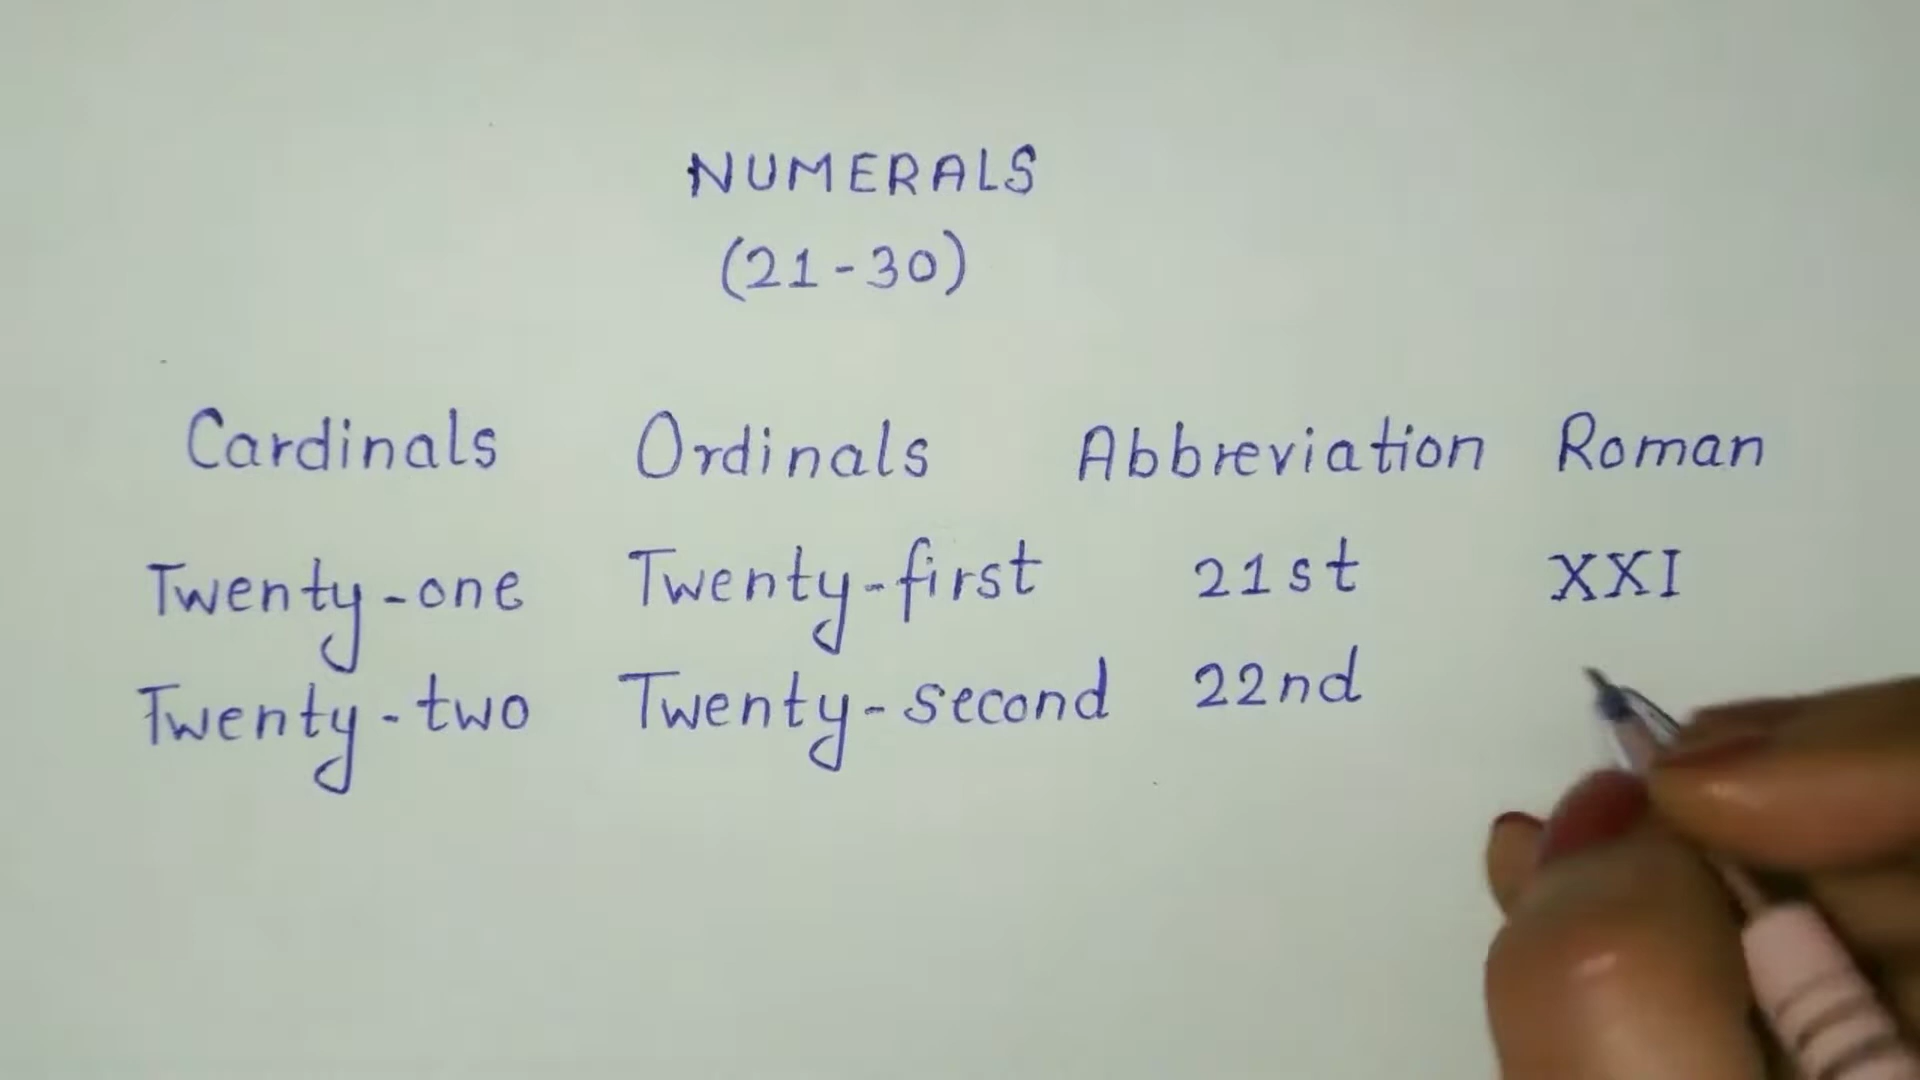 NUMERALS
(21-30)
Cardinals Ordinals Abbreviation Roman
Twenty-one Twenty-first 21st XXI
Twenty-two Twenty-second 22nd